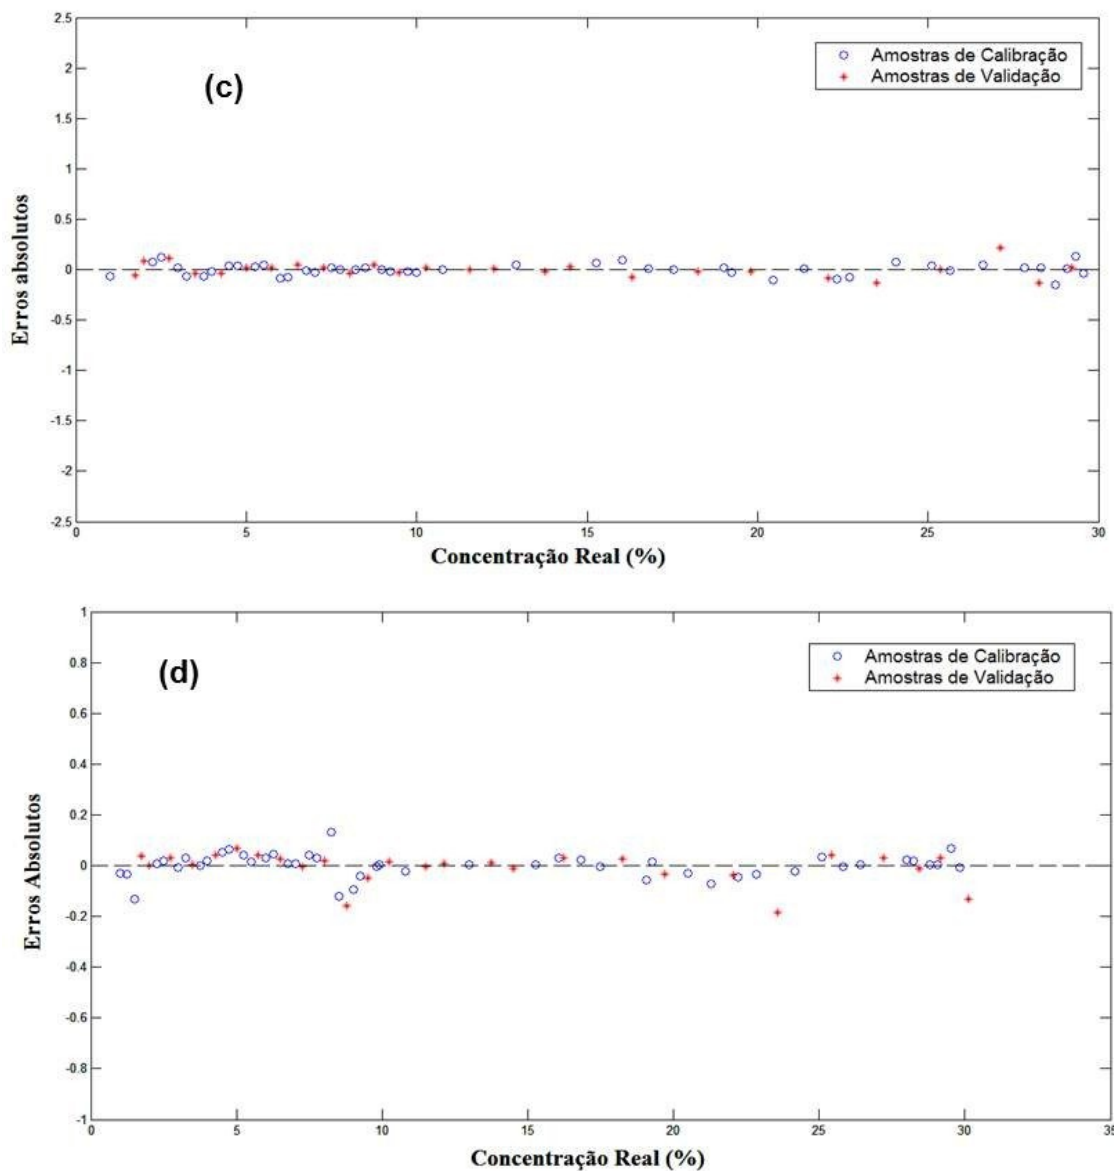 2.5
Amostras de Calibração
2
Amostras de Validação
(c)
1.5
1
0.5
0
-0.5
-1
-1.5
-2
-2.5
Erros absolutos
0 5 10 15 20 25 30
Concentração Real (%)
1
(d)
Amostras de Calibração
0.8
Amostras de Validação
0.6
0.4
0.2
0
-0.2
-0.4
-0.6
-0.8
-1
Erros Absolutos
0 5 10 15 20 25 30 35
Concentração Real (%)